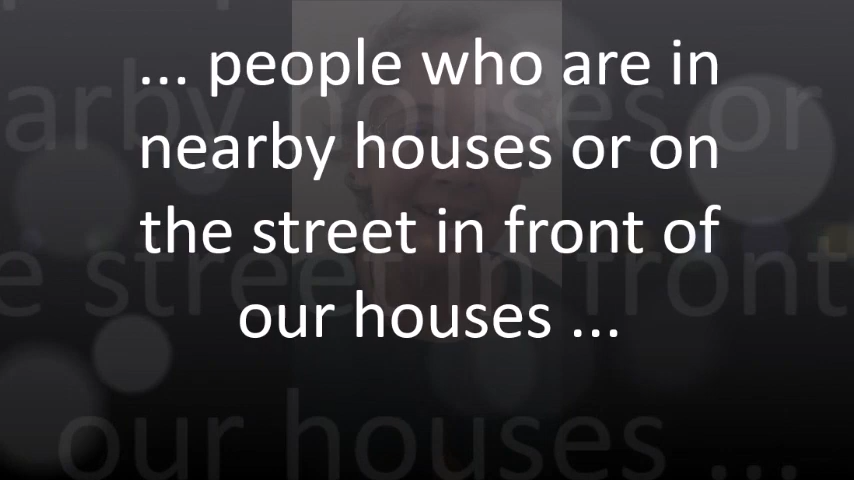 ... people who are in
nearby houses or on
the street in front of
our houses ...